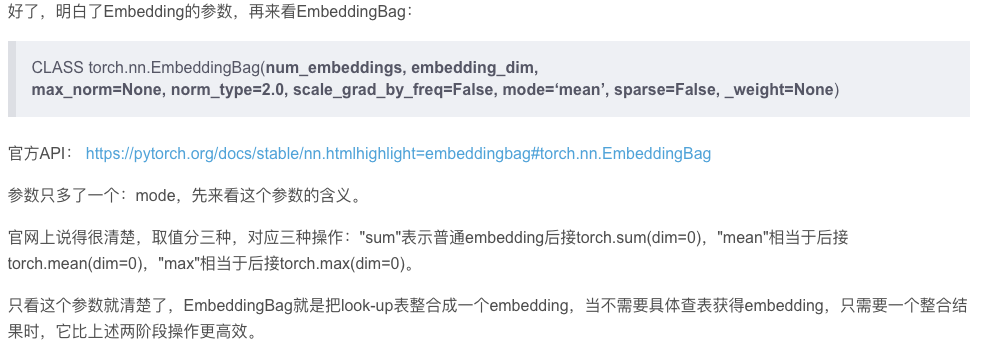 好了，明白了Embedding的参数，再来看EmbeddingBag：
CLASS torch.nn.EmbeddingBag(num_embeddings, embedding_dim,
max_norm=None, norm_type=2.0, scale_grad_by_freq=False, mode=‘mean’, sparse=False, _weight=None)
官方API： https://pytorch.org/docs/stable/nn.htmlhighlight=embeddingbag#torch.nn.EmbeddingBag
参数只多了一个：mode，先来看这个参数的含义。
官网上说得很清楚，取值分三种，对应三种操作："sum"表示普通embedding后接torch.sum(dim=0)，"mean"相当于后接
torch.mean(dim=0)，"max"相当于后接torch.max(dim=0)。
只看这个参数就清楚了，EmbeddingBag就是把look-up表整合成一个embedding，当不需要具体查表获得embedding，只需要一个整合结
果时，它比上述两阶段操作更高效。